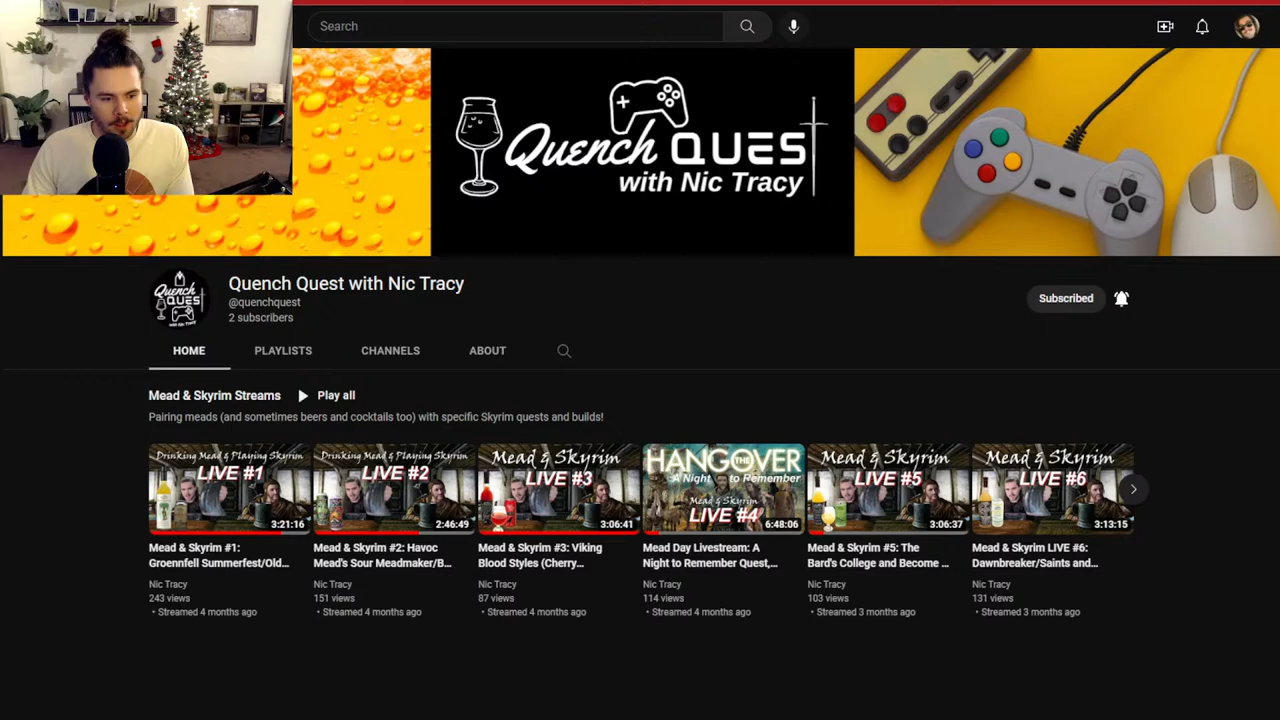 Search
Quench QUEST
with Nic Tracy
Quench
QUEST
with Nic Tracy
Quench Quest with Nic Tracy
@quenchquest
2 subscribers
Subscribed
HOME
PLAYLISTS
CHANNELS
ABOUT
Mead & Skyrim Streams
Play all
Pairing meads (and sometimes beers and cocktails too) with specific Skyrim quests and builds!
Drinking Mead & Playing Skyrim
LIVE #1
3:21:16
Mead & Skyrim #1:
Groennfell Summerfest/Old...
Nic Tracy
243 views
• Streamed 4 months ago
Drinking Mead & Playing Skyrim
LIVE #2
2:46:49
Mead & Skyrim #2: Havoc
Mead's Sour Meadmaker/B...
Nic Tracy
151 views
• Streamed 4 months ago
Mead & Skyrim
LIVE #3
3:06:41
Mead & Skyrim #3: Viking
Blood Styles (Cherry...
Nic Tracy
87 views
• Streamed 4 months ago
THE
HANGOVER
A Night to Remember
Mead & Skyrim
LIVE #4
6:48:06
Mead Day Livestream: A
Night to Remember Quest,...
Nic Tracy
114 views
• Streamed 4 months ago
Mead & Skyrim
LIVE #5
3:06:37
Mead & Skyrim #5: The
Bard's College and Become ...
Nic Tracy
103 views
• Streamed 3 months ago
Mead & Skyrim
LIVE #6
3:13:15
Mead & Skyrim LIVE #6:
Dawnbreaker/Saints and...
Nic Tracy
131 views
• Streamed 3 months ago